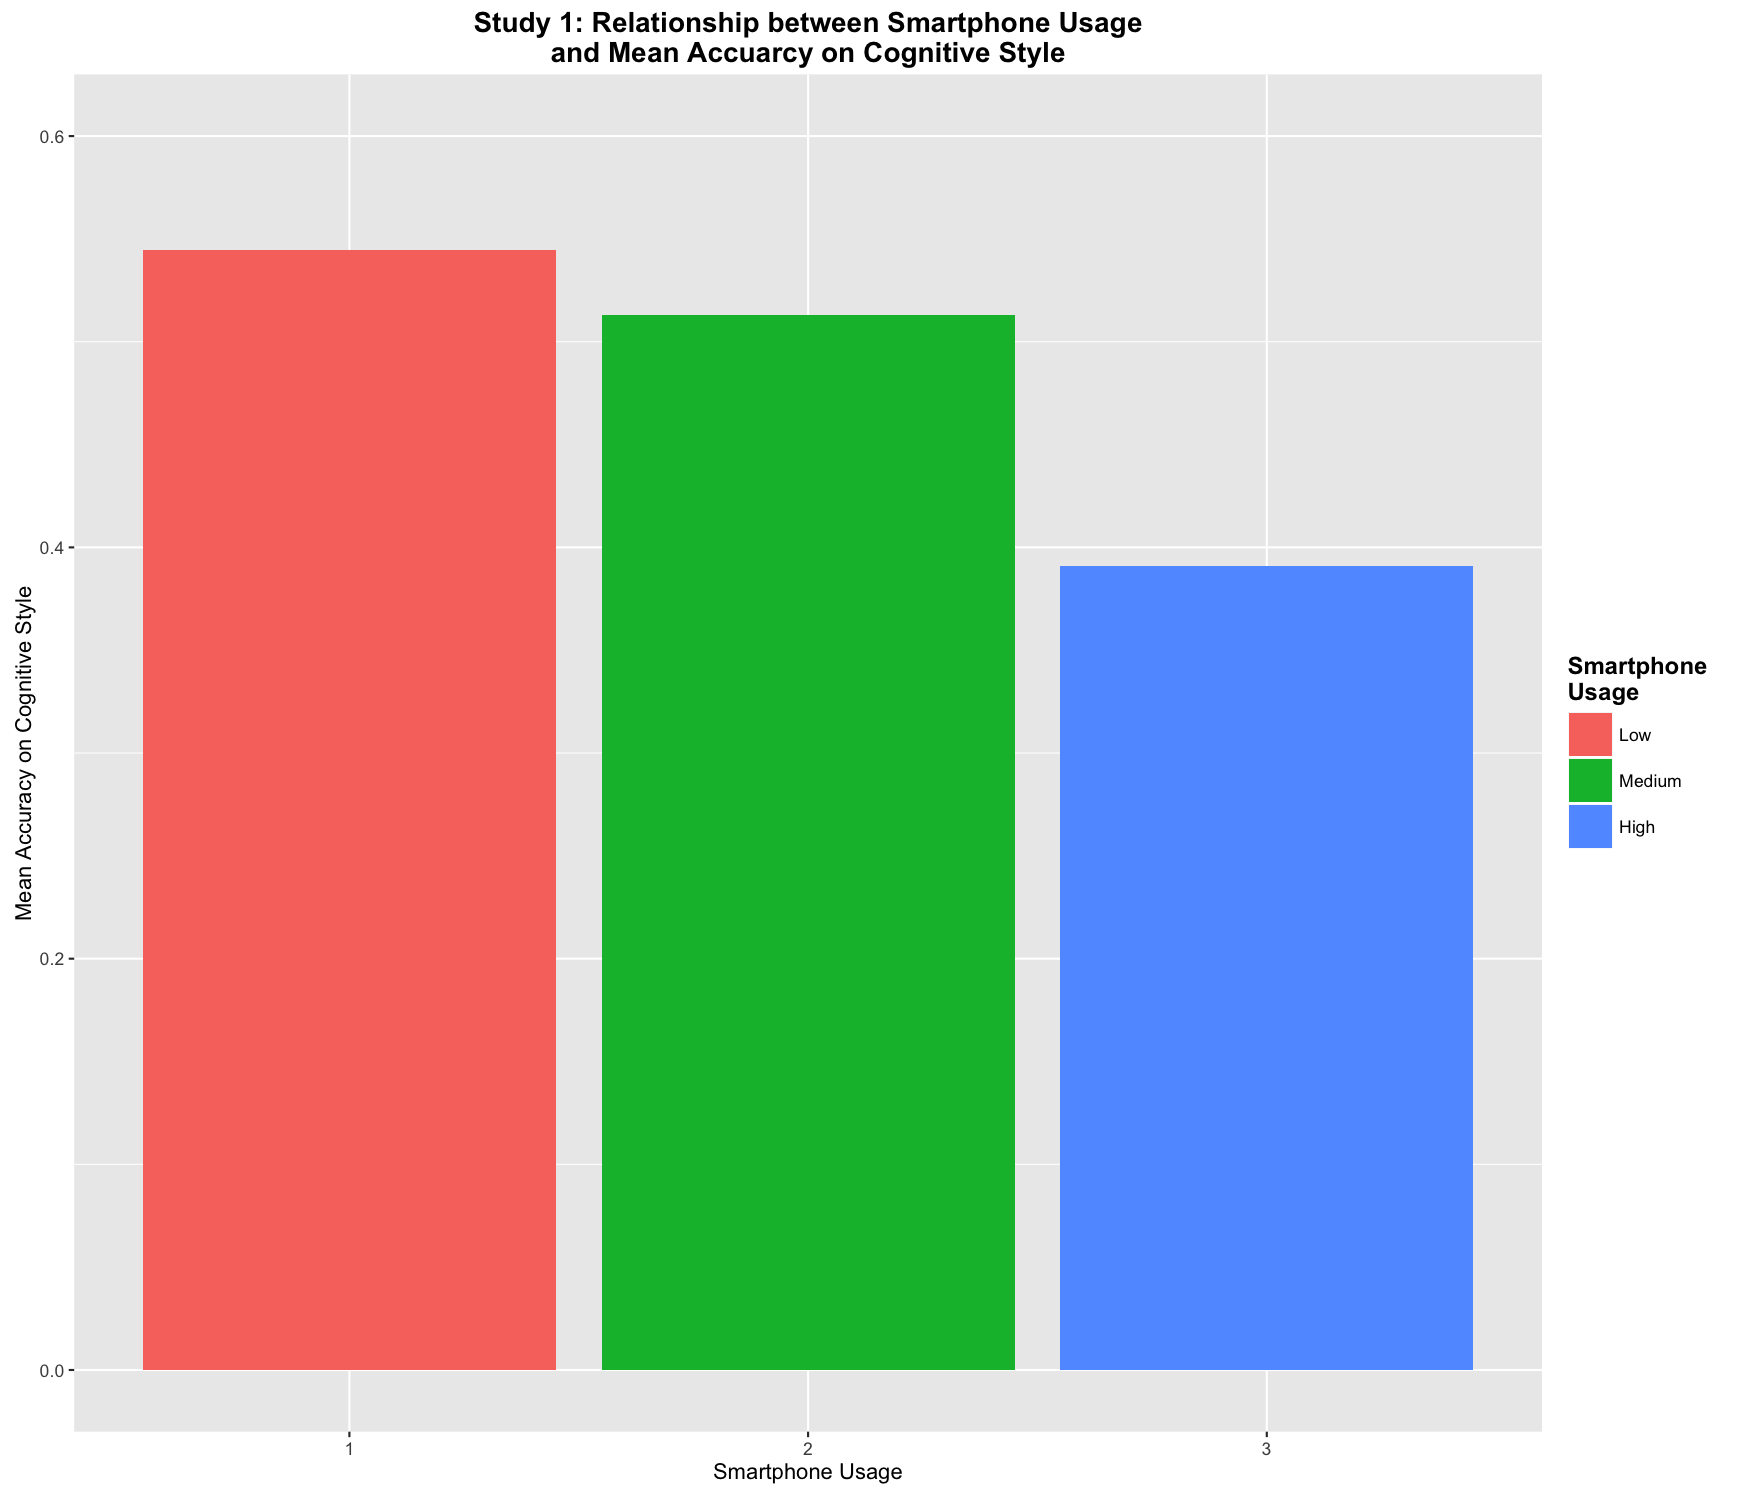 Study 1: Relationship between Smartphone Usage
and Mean Accuarcy on Cognitive Style
0.6
0.4
0.2
0.0
Mean Accuracy on Cognitive Style
1
2
3
Smartphone Usage
Smartphone
Usage
Low
Medium
High